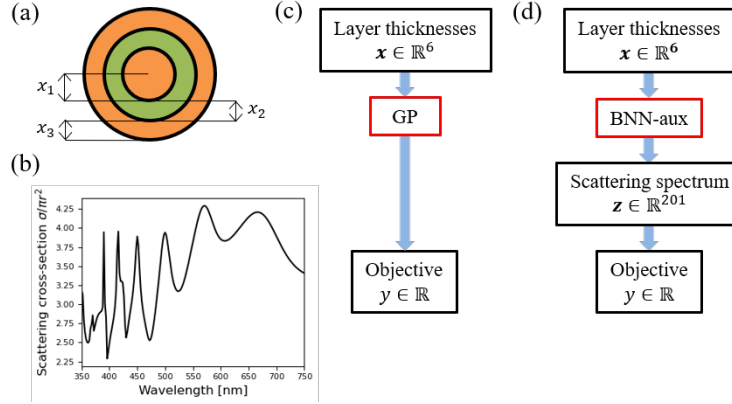 (a)
x₁
x₂
x₃
(b)
Scattering cross-section σ/πr²
4.25
4.00
3.75
3.50
3.25
3.00
2.75
2.50
2.25
350 400 450 500 550 600 650 700 750
Wavelength [nm]
(c)
Layer thicknesses
x ∈ ℝ⁶
GP
Objective
y ∈ ℝ
(d)
Layer thicknesses
x ∈ ℝ⁶
BNN-aux
Scattering spectrum
z ∈ ℝ²⁰¹
Objective
y ∈ ℝ